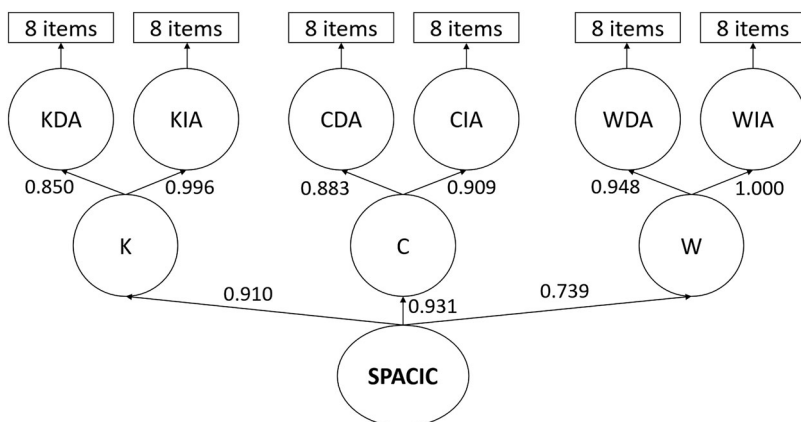 8 items 8 items 8 items 8 items 8 items 8 items
KDA KIA CDA CIA WDA WIA
0.850 0.996 0.883 0.909 0.948 1.000
K C W
0.910 0.931 0.739
SPACIC